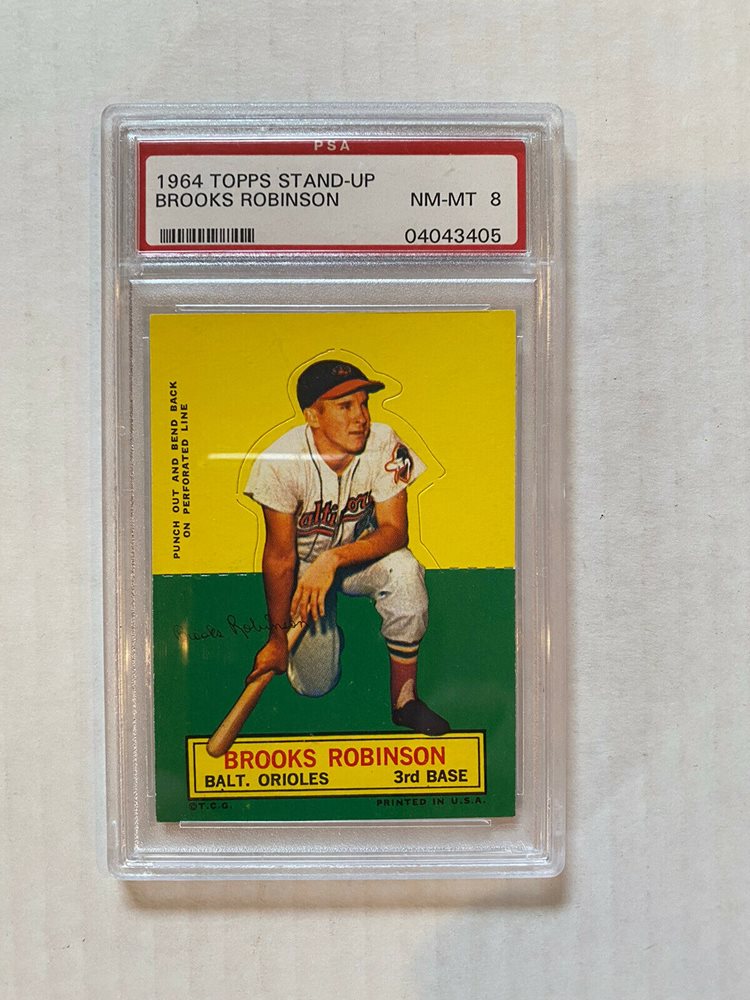 PSA
1964 TOPPS STAND-UP
BROOKS ROBINSON NM-MT 8
04043405
PUNCH OUT AND BEND BACK
ON PERFORATED LINE
Baltimore
Brooks Robinson
BROOKS ROBINSON
BALT. ORIOLES 3rd BASE
©T.C.G. PRINTED IN U.S.A.